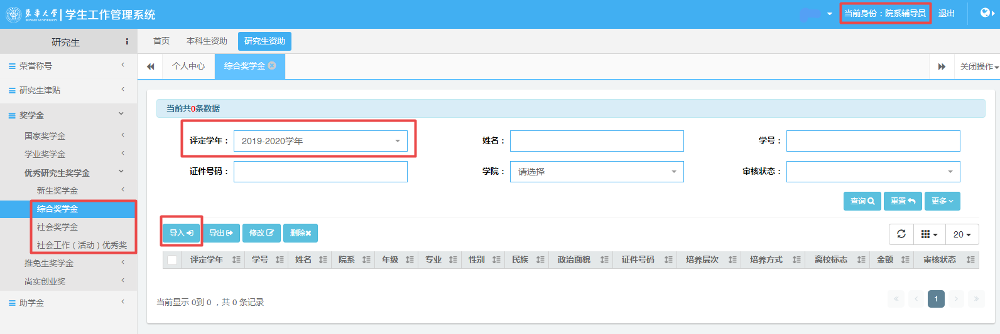 東華大學 | 学生工作管理系统
DONGHUA UNIVERSITY
当前身份：院系辅导员 退出
研究生
首页 本科生资助 研究生资助
荣誉称号
研究生津贴
奖学金
国家奖学金
学业奖学金
优秀研究生奖学金
新生奖学金
综合奖学金
社会奖学金
社会工作（活动）优秀奖
推免生奖学金
尚实创业奖
助学金
个人中心 综合奖学金 关闭操作
当前共0条数据
评定学年： 2019-2020学年 姓名： 学号：
证件号码： 学院： 请选择 审核状态：
查询 重置 更多
导入 导出 修改 删除 20
评定学年 学号 姓名 院系 年级 专业 性别 民族 政治面貌 证件号码 培养层次 培养方式 离校标志 金额 审核状态
当前显示 0到 0 ，共 0 条记录 « ‹ 1 › »